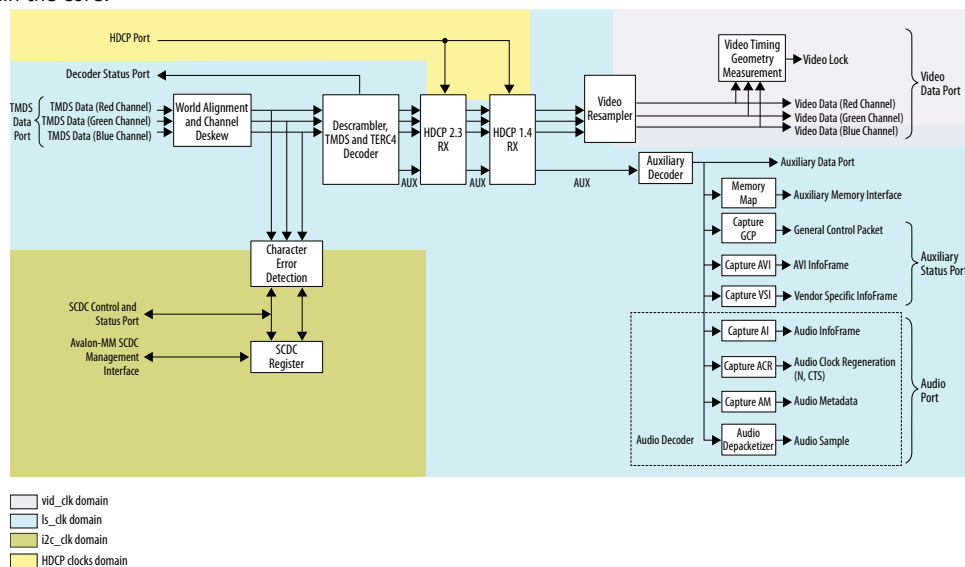 HDCP Port
Decoder Status Port
TMDS
Data
Port
TMDS Data (Red Channel)
TMDS Data (Green Channel)
TMDS Data (Blue Channel)
World Alignment
and Channel
Deskew
Descrambler,
TMDS and TERC4
Decoder
AUX
HDCP 2.3
RX
AUX
HDCP 1.4
RX
AUX
Video
Resampler
Video Timing
Geometry
Measurement
Video Lock
Video Data (Red Channel)
Video Data (Green Channel)
Video Data (Blue Channel)
Video
Data Port
Auxiliary
Decoder
Auxiliary Data Port
Memory
Map
Auxiliary Memory Interface
Capture
GCP
General Control Packet
Capture AVI
AVI InfoFrame
Capture VSI
Vendor Specific InfoFrame
Auxiliary
Status Port
Capture AI
Audio InfoFrame
Capture ACR
Audio Clock Regeneration
(N, CTS)
Capture AM
Audio Metadata
Audio
Depacketizer
Audio Sample
Audio Decoder
Audio
Port
Character
Error
Detection
SCDC Control and
Status Port
Avalon-MM SCDC
Management
Interface
SCDC
Register
vid_clk domain
ls_clk domain
i2c_clk domain
HDCP clocks domain